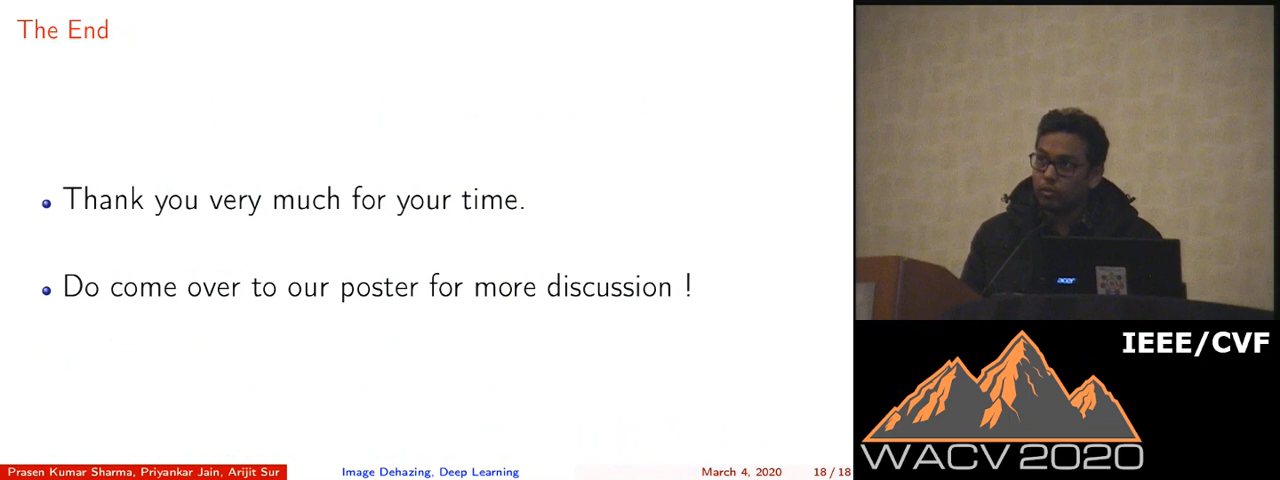 The End
Thank you very much for your time.
Do come over to our poster for more discussion !
Prasen Kumar Sharma, Priyankar Jain, Arijit Sur
Image Dehazing, Deep Learning
March 4, 2020
18 / 18
acer
IEEE/CVF
WACV 2020